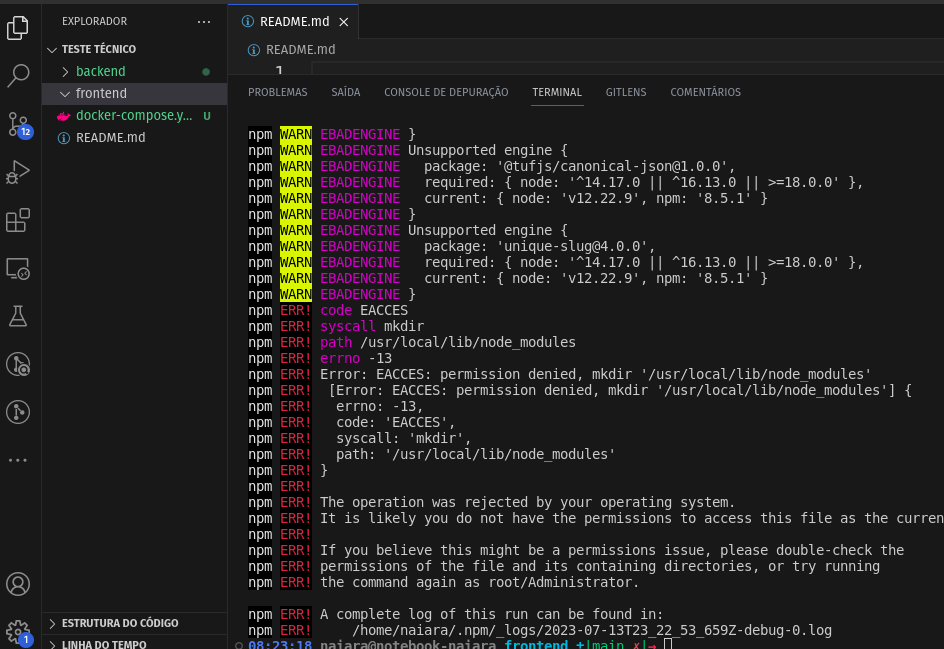 EXPLORADOR
TESTE TÉCNICO
backend
frontend
docker-compose.y... U
README.md
12
ESTRUTURA DO CÓDIGO
LINHA DO TEMPO
1
README.md
README.md
1
PROBLEMAS SAÍDA CONSOLE DE DEPURAÇÃO TERMINAL GITLENS COMENTÁRIOS
npm WARN EBADENGINE }
npm WARN EBADENGINE Unsupported engine {
npm WARN EBADENGINE   package: '@tufjs/canonical-json@1.0.0',
npm WARN EBADENGINE   required: { node: '^14.17.0 || ^16.13.0 || >=18.0.0' },
npm WARN EBADENGINE   current: { node: 'v12.22.9', npm: '8.5.1' }
npm WARN EBADENGINE }
npm WARN EBADENGINE Unsupported engine {
npm WARN EBADENGINE   package: 'unique-slug@4.0.0',
npm WARN EBADENGINE   required: { node: '^14.17.0 || ^16.13.0 || >=18.0.0' },
npm WARN EBADENGINE   current: { node: 'v12.22.9', npm: '8.5.1' }
npm WARN EBADENGINE }
npm ERR! code EACCES
npm ERR! syscall mkdir
npm ERR! path /usr/local/lib/node_modules
npm ERR! errno -13
npm ERR! Error: EACCES: permission denied, mkdir '/usr/local/lib/node_modules'
npm ERR!  [Error: EACCES: permission denied, mkdir '/usr/local/lib/node_modules'] {
npm ERR!   errno: -13,
npm ERR!   code: 'EACCES',
npm ERR!   syscall: 'mkdir',
npm ERR!   path: '/usr/local/lib/node_modules'
npm ERR! }
npm ERR!
npm ERR! The operation was rejected by your operating system.
npm ERR! It is likely you do not have the permissions to access this file as the curren
npm ERR!
npm ERR! If you believe this might be a permissions issue, please double-check the
npm ERR! permissions of the file and its containing directories, or try running
npm ERR! the command again as root/Administrator.
npm ERR! A complete log of this run can be found in:
npm ERR!     /home/naiara/.npm/_logs/2023-07-13T23_22_53_659Z-debug-0.log
08:23:18 naiara@notebook-naiara frontend ±|main ✗|→